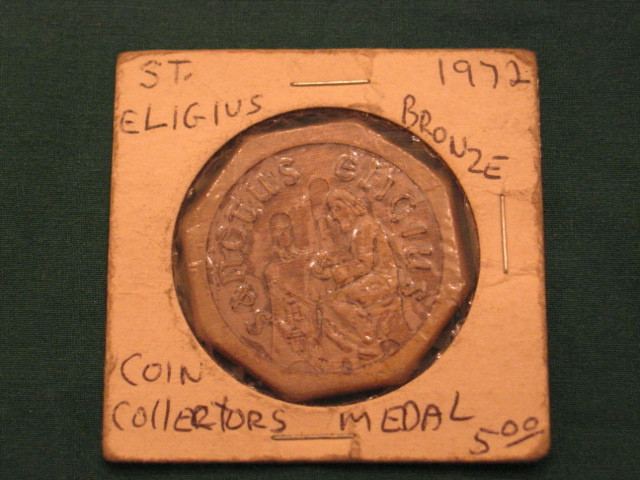 ST. 1972
ELIGIUS BRONZE
SANCTUS ELIGIUS
COIN
COllECTORS MEDAL
5.00